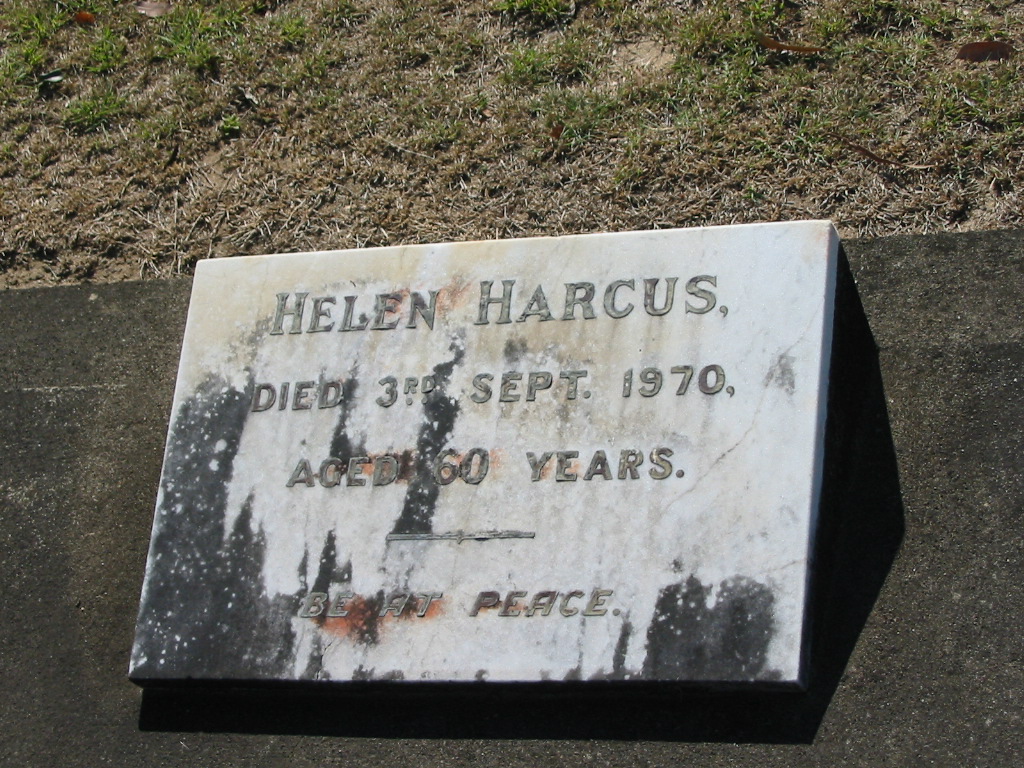 HELEN HARCUS,
DIED 3RD SEPT. 1970,
AGED 60 YEARS.
BE AT PEACE.